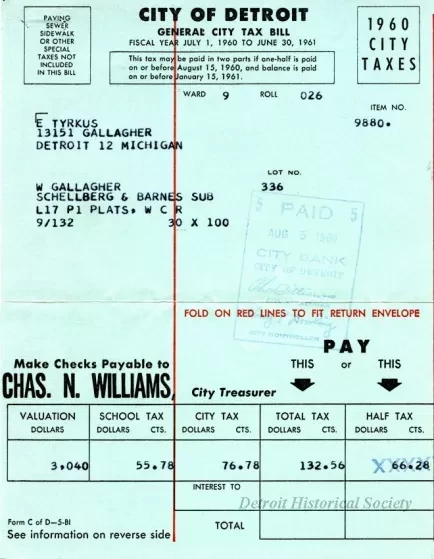 PAVING
SEWER
SIDEWALK
OR OTHER
SPECIAL
TAXES NOT
INCLUDED
IN THIS BILL
CITY OF DETROIT
GENERAL CITY TAX BILL
FISCAL YEAR JULY 1, 1960 TO JUNE 30, 1961
This tax may be paid in two parts if one-half is paid
on or before August 15, 1960, and balance is paid
on or before January 15, 1961.
1960
CITY
TAXES
WARD 9 ROLL 026
ITEM NO.
9880.
E TYRKUS
13151 GALLAGHER
DETROIT 12 MICHIGAN
LOT NO.
336
W GALLAGHER
SCHELLBERG & BARNES SUB
L17 P1 PLATS, W C R
9/132 30 X 100
5 PAID 5
AUG 5
CITY BANK
CITY OF DETROIT
FOLD ON RED LINES TO FIT RETURN ENVELOPE
PAY
THIS or THIS
Make Checks Payable to
CHAS. N. WILLIAMS, City Treasurer
VALUATION SCHOOL TAX CITY TAX TOTAL TAX HALF TAX
DOLLARS DOLLARS CTS. DOLLARS CTS. DOLLARS CTS. DOLLARS CTS.
3,040 55.78 76.78 132.56 66.28
INTEREST TO
Detroit Historical Society
Form C of D—5-BI
See information on reverse side
TOTAL